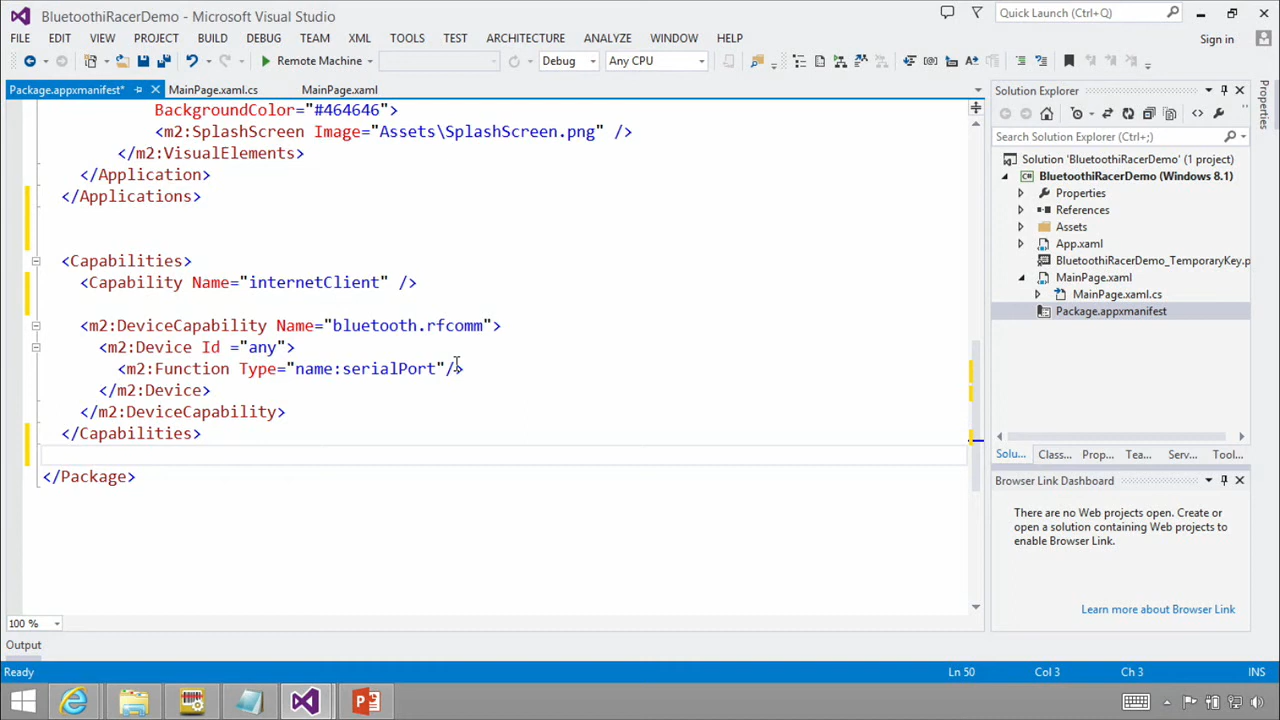 BluetoothiRacerDemo - Microsoft Visual Studio
Quick Launch (Ctrl+Q)
FILE EDIT VIEW PROJECT BUILD DEBUG TEAM XML TOOLS TEST ARCHITECTURE ANALYZE WINDOW HELP
Sign in
Remote Machine Debug Any CPU
Package.appxmanifest* MainPage.xaml.cs MainPage.xaml
BackgroundColor="#464646">
<m2:SplashScreen Image="Assets\SplashScreen.png" />
</m2:VisualElements>
</Application>
</Applications>
<Capabilities>
<Capability Name="internetClient" />
<m2:DeviceCapability Name="bluetooth.rfcomm">
<m2:Device Id ="any">
<m2:Function Type="name:serialPort"/>
</m2:Device>
</m2:DeviceCapability>
</Capabilities>
</Package>
100 %
Solution Explorer
Search Solution Explorer (Ctrl+;)
Solution 'BluetoothiRacerDemo' (1 project)
BluetoothiRacerDemo (Windows 8.1)
Properties
References
Assets
App.xaml
BluetoothiRacerDemo_TemporaryKey.p
MainPage.xaml
MainPage.xaml.cs
Package.appxmanifest
Solu... Class... Prop... Tea... Serv... Tool...
Browser Link Dashboard
There are no Web projects open. Create or
open a solution containing Web projects to
enable Browser Link.
Learn more about Browser Link
Properties
Output
Ready Ln 50 Col 3 Ch 3 INS